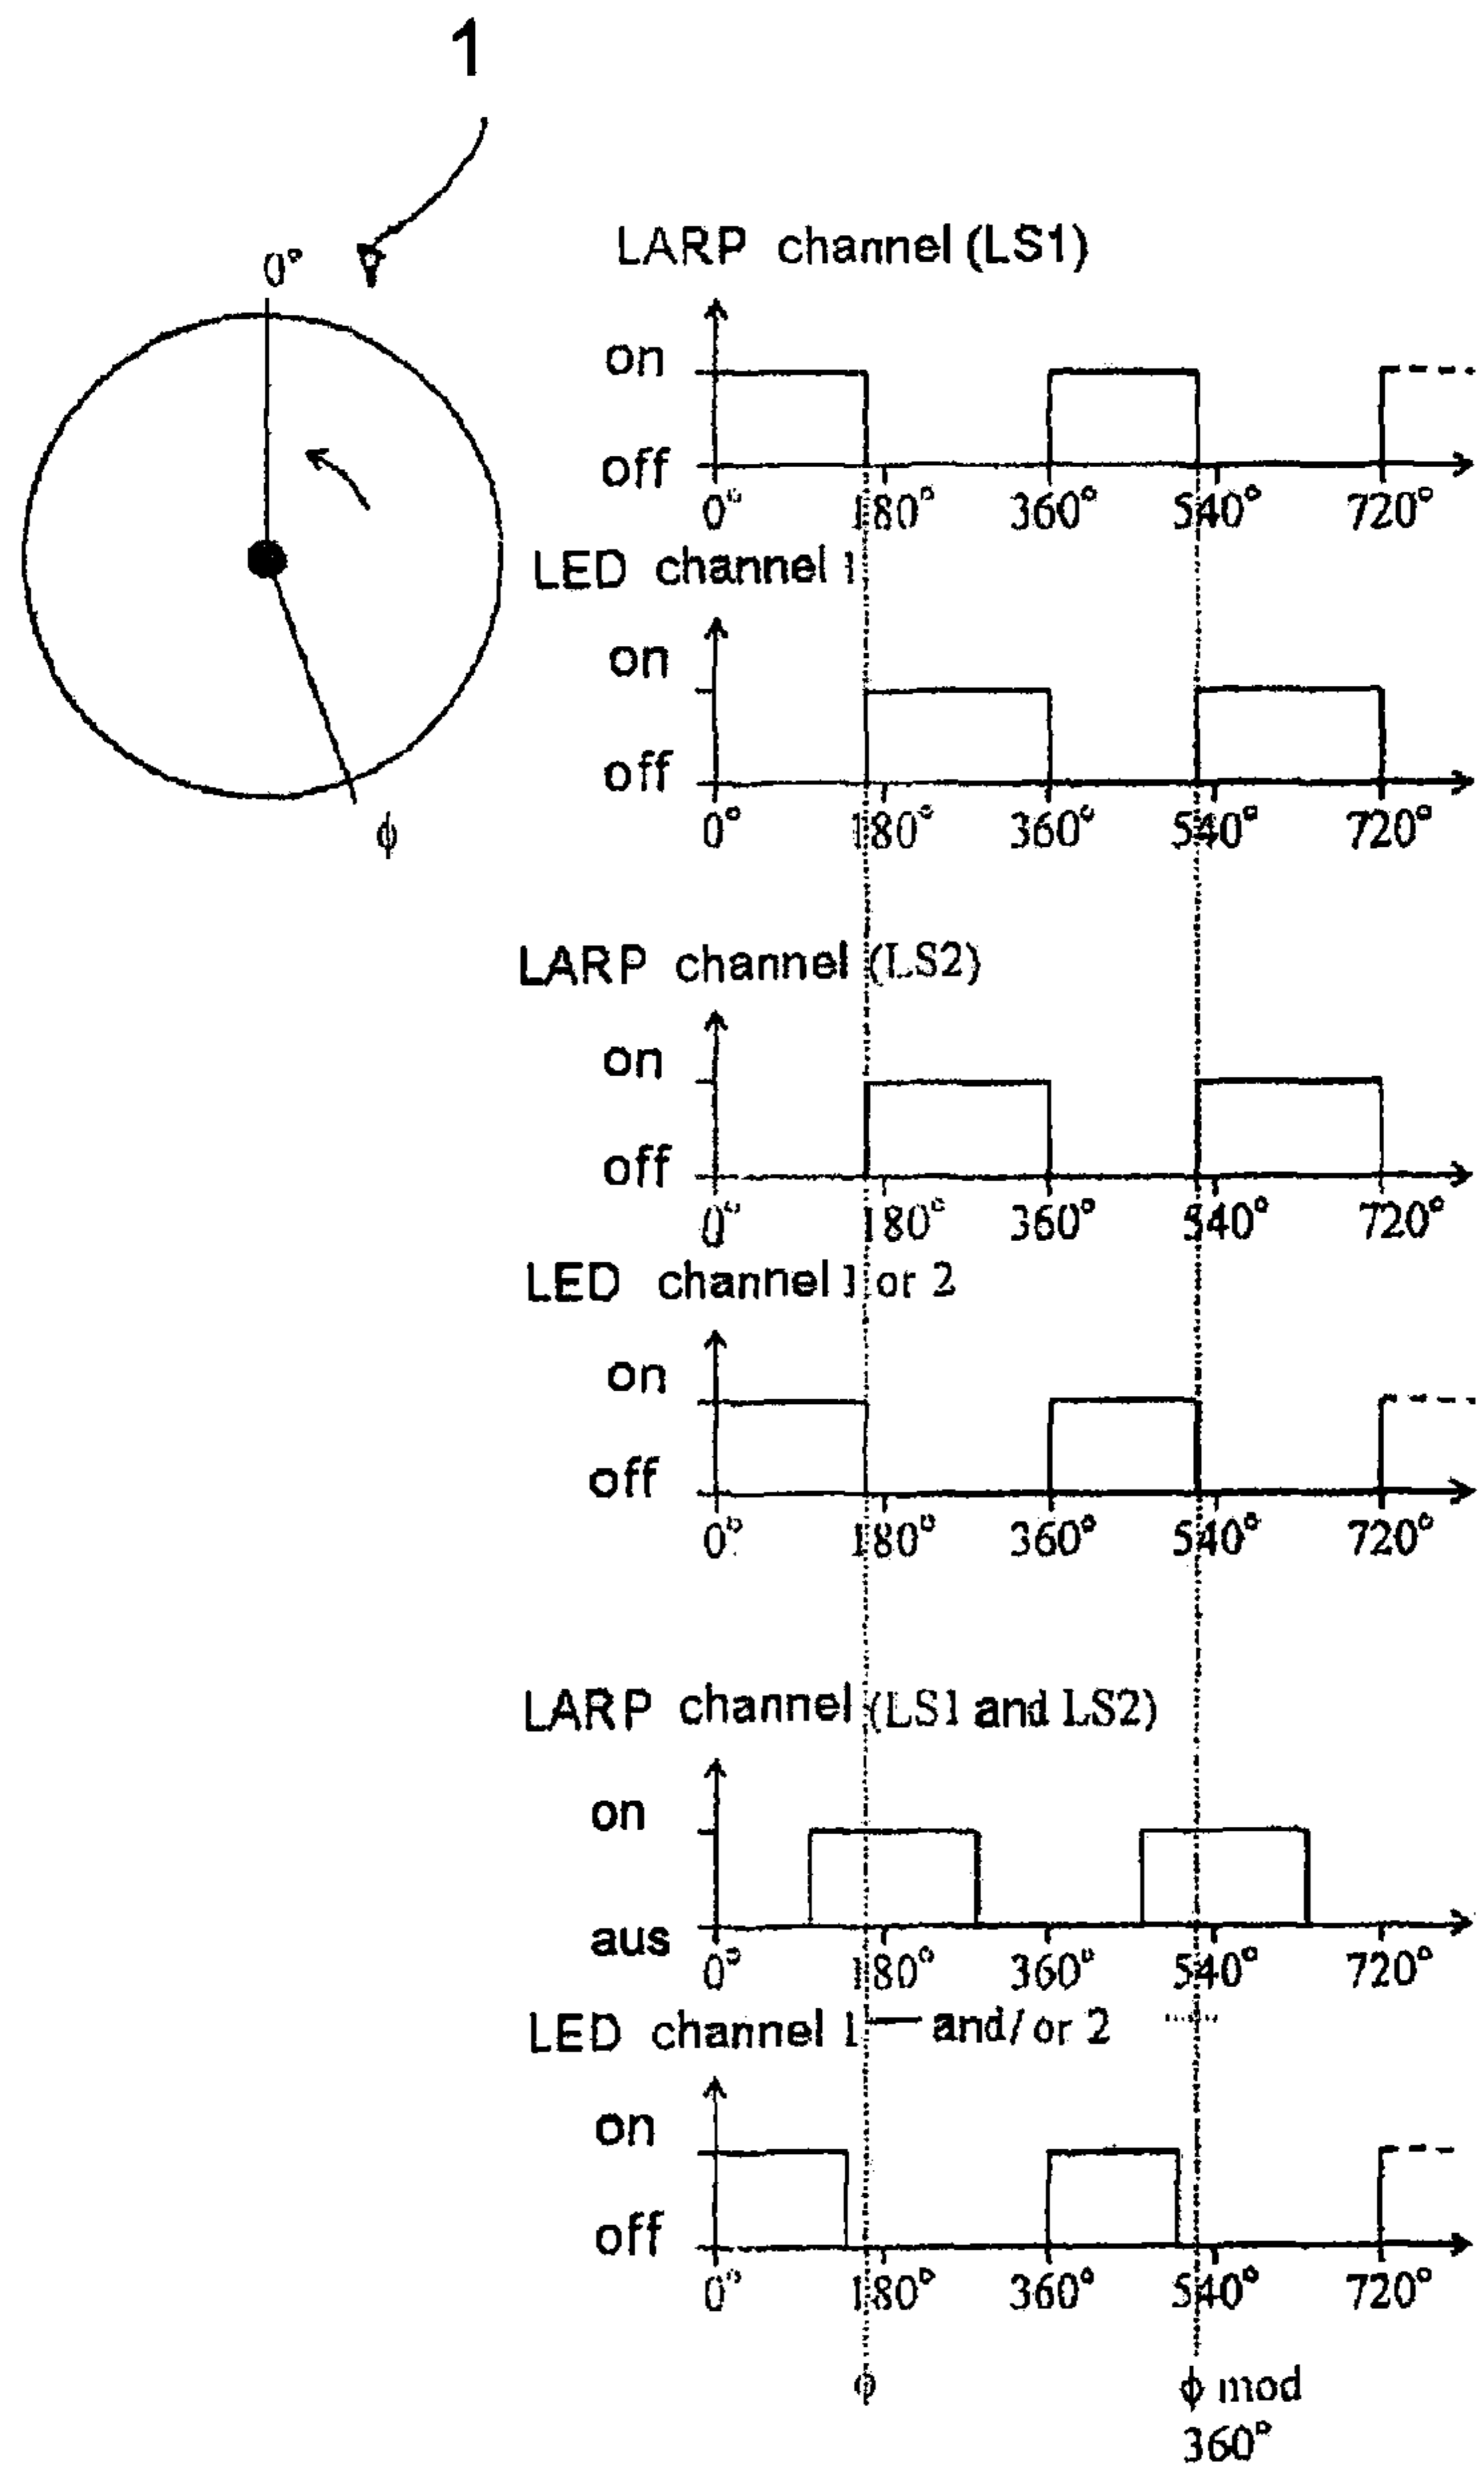 1
0°
ϕ
LARP channel (LS1)
on
off
0° 180° 360° 540° 720°
LED channel 1
on
off
0° 180° 360° 540° 720°
LARP channel (LS2)
on
off
0° 180° 360° 540° 720°
LED channel 1 or 2
on
off
0° 180° 360° 540° 720°
LARP channel (LS1 and LS2)
on
aus
0° 180° 360° 540° 720°
LED channel 1 — and/or 2 .....
on
off
0° 180° 360° 540° 720°
ϕ ϕ mod
360°